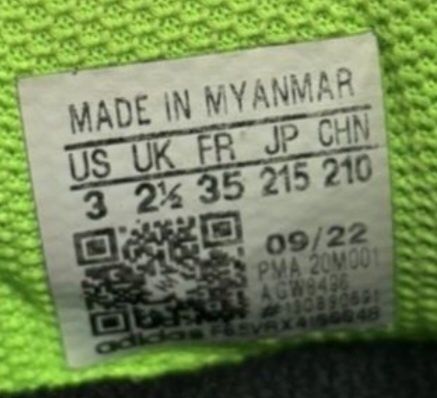 MADE IN MYANMAR
US UK FR JP CHN
3 2½ 35 215 210
09/22
PMA 20M001
adidas